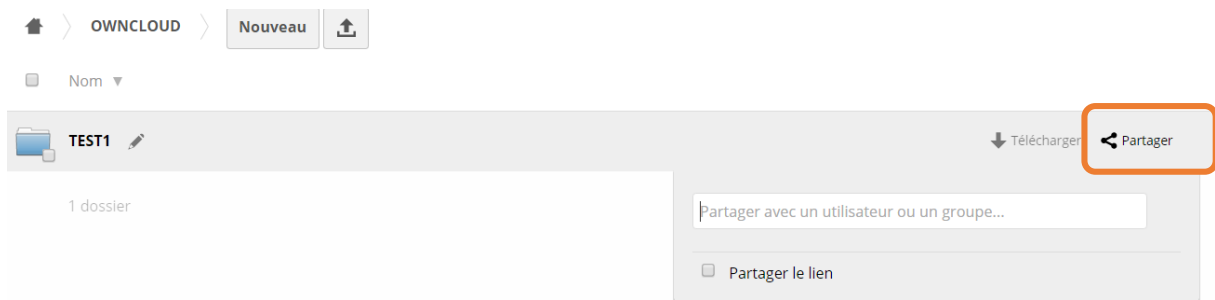 OWNCLOUD Nouveau
Nom
TEST1 Télécharger Partager
1 dossier
Partager avec un utilisateur ou un groupe...
Partager le lien